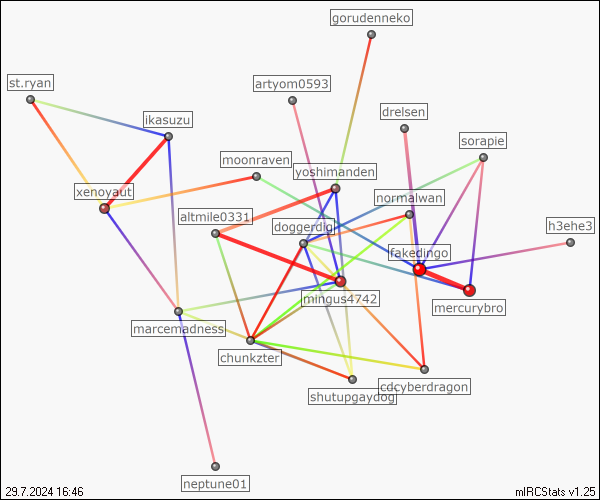 gorudenneko
st.ryan
artyom0593
drelsen
ikasuzu
sorapie
moonraven
yoshimanden
xenoyaut
normalwan
altmile0331
doggerdigi
h3ehe3
fakedingo
mingus4742
mercurybro
marcemadness
chunkzter
cdcyberdragon
shutupgaydog
neptune01
29.7.2024 16:46
mIRCStats v1.25